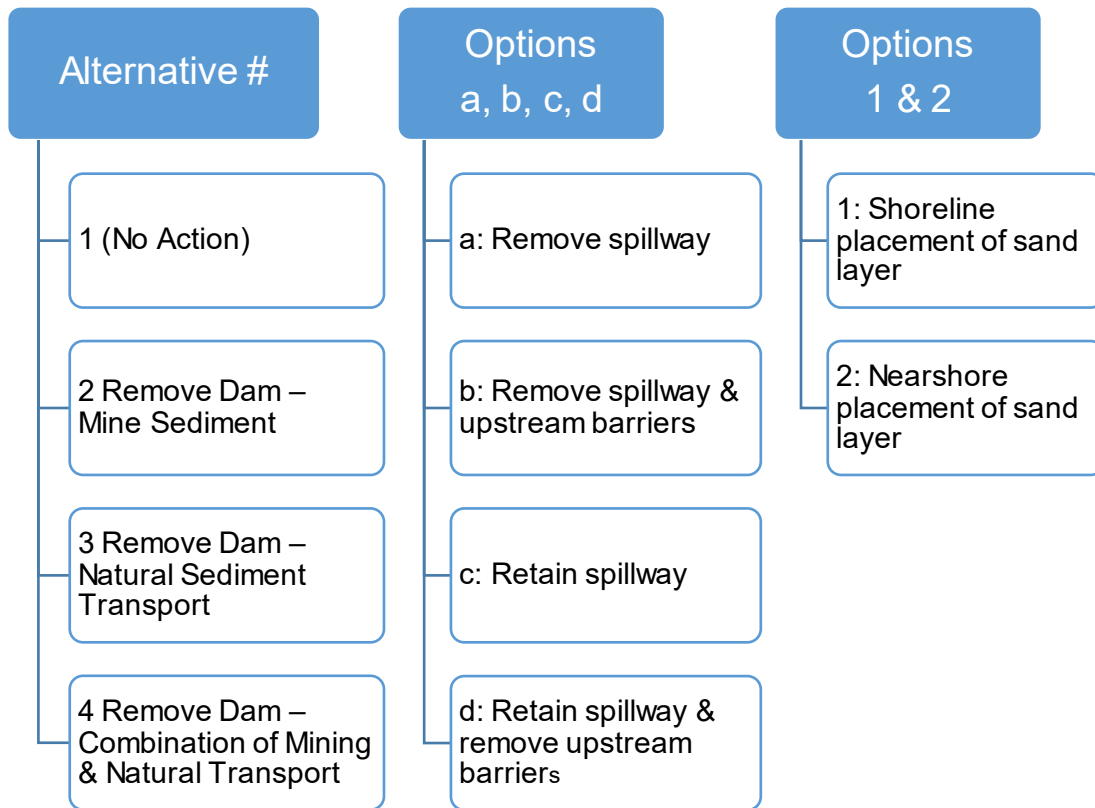 Alternative #
1 (No Action)
2 Remove Dam –
Mine Sediment
3 Remove Dam –
Natural Sediment
Transport
4 Remove Dam –
Combination of Mining
& Natural Transport
Options
a, b, c, d
a: Remove spillway
b: Remove spillway &
upstream barriers
c: Retain spillway
d: Retain spillway &
remove upstream
barriers
Options
1 & 2
1: Shoreline
placement of sand
layer
2: Nearshore
placement of sand
layer